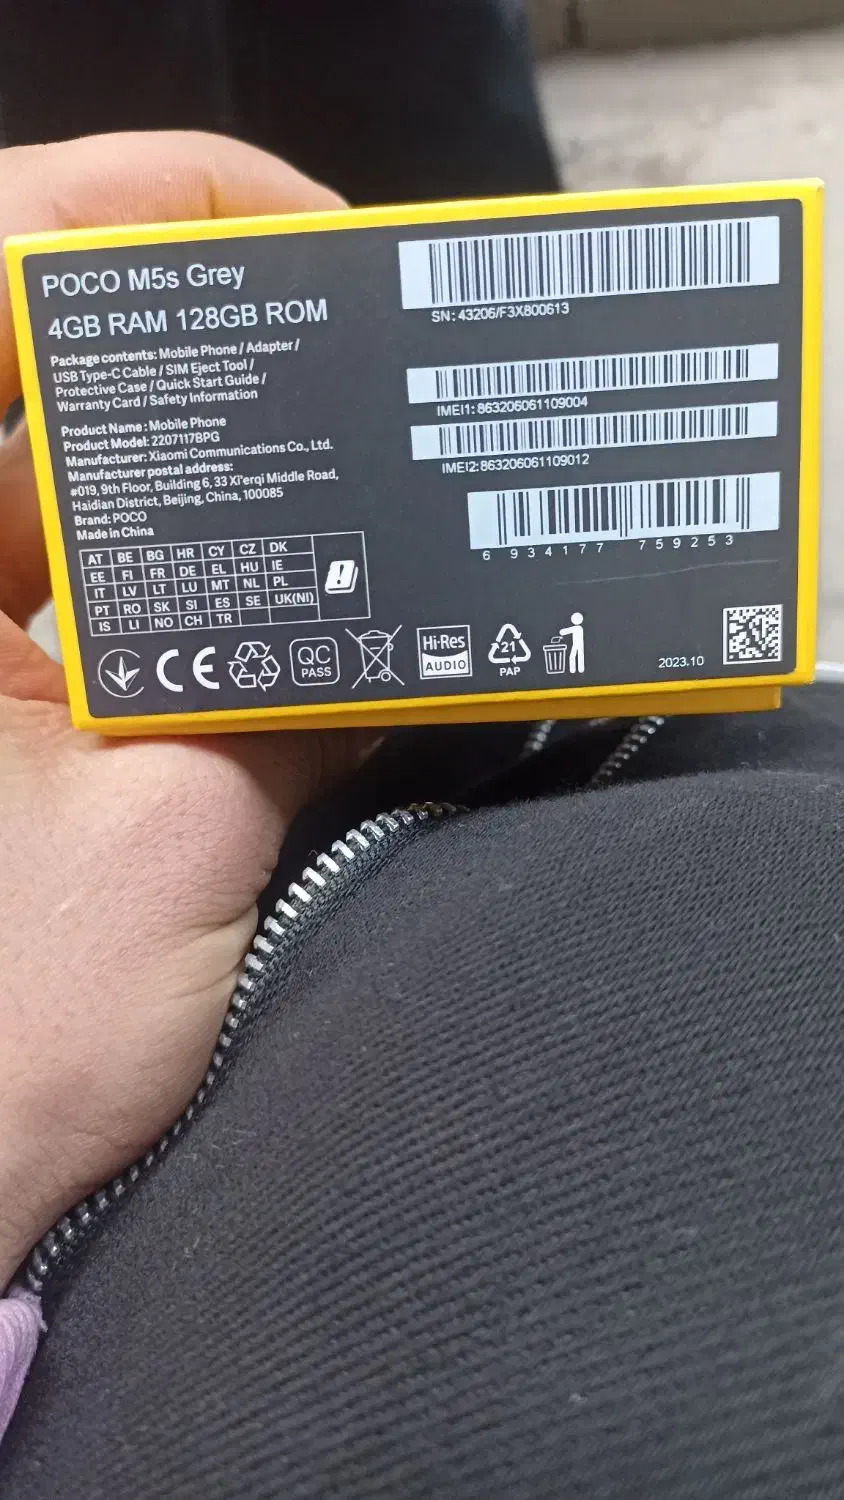 POCO M5s Grey
4GB RAM 128GB ROM
Package contents: Mobile Phone / Adapter /
USB Type-C Cable / SIM Eject Tool /
Protective Case / Quick Start Guide /
Warranty Card / Safety Information
Product Name: Mobile Phone
Product Model: 2207117BPG
Manufacturer: Xiaomi Communications Co., Ltd.
Manufacturer postal address:
#019, 9th Floor, Building 6, 33 Xi'erqi Middle Road,
Haidian District, Beijing, China, 100085
Brand: POCO
Made in China
AT BE BG HR CY CZ DK
EE FI FR DE EL HU IE
IT LV LT LU MT NL PL
PT RO SK SI ES SE UK(NI)
IS LI NO CH TR
SN: 43206/F3X800613
IMEI1: 863206061109004
IMEI2: 863206061109012
6 934177 759253
CE
QC
PASS
Hi-Res
AUDIO
21
PAP
2023.10